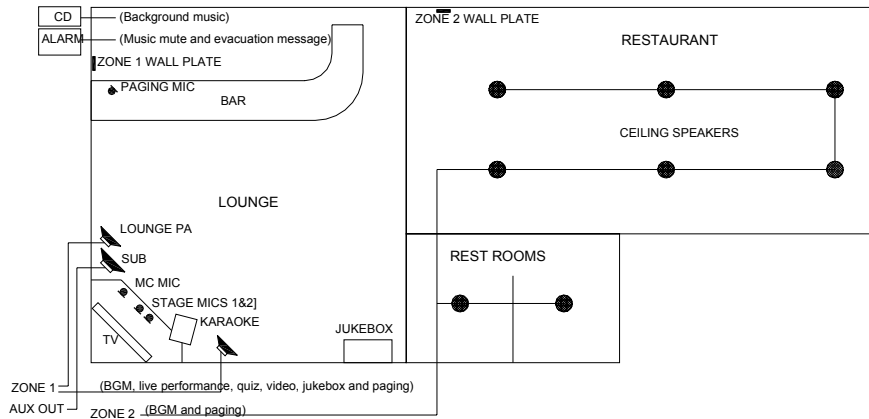 CD (Background music)
ALARM (Music mute and evacuation message)
ZONE 1 WALL PLATE
PAGING MIC
BAR
ZONE 2 WALL PLATE
RESTAURANT
CEILING SPEAKERS
LOUNGE
LOUNGE PA
SUB
MC MIC
STAGE MICS 1&2]
KARAOKE
TV
JUKEBOX
REST ROOMS
ZONE 1 (BGM, live performance, quiz, video, jukebox and paging)
AUX OUT
ZONE 2 (BGM and paging)